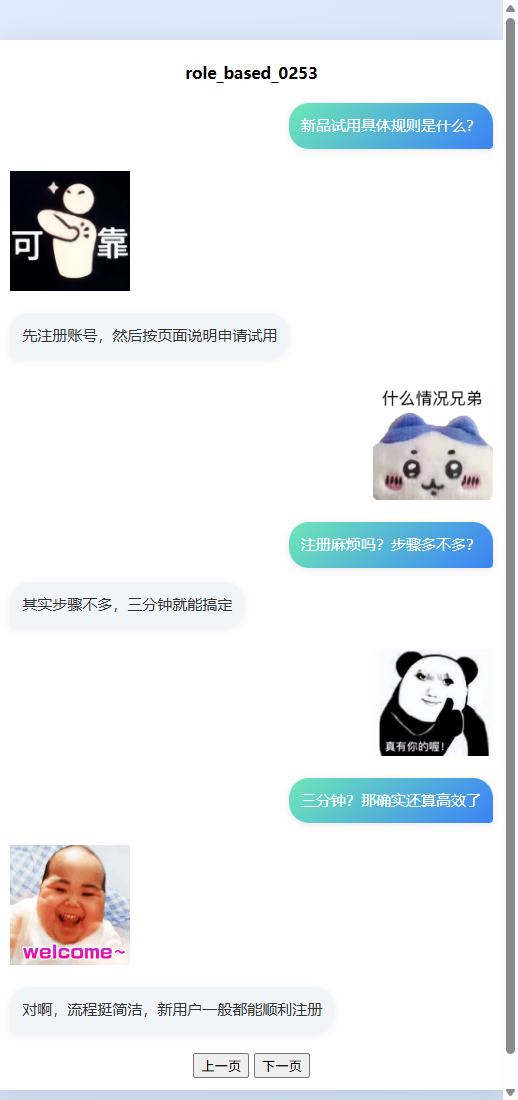 role_based_0253
新品试用具体规则是什么？
可靠
先注册账号，然后按页面说明申请试用
什么情况兄弟
注册麻烦吗？步骤多不多？
其实步骤不多，三分钟就能搞定
真有你的喔！
三分钟？那确实还算高效了
welcome~
对啊，流程挺简洁，新用户一般都能顺利注册
上一页 下一页